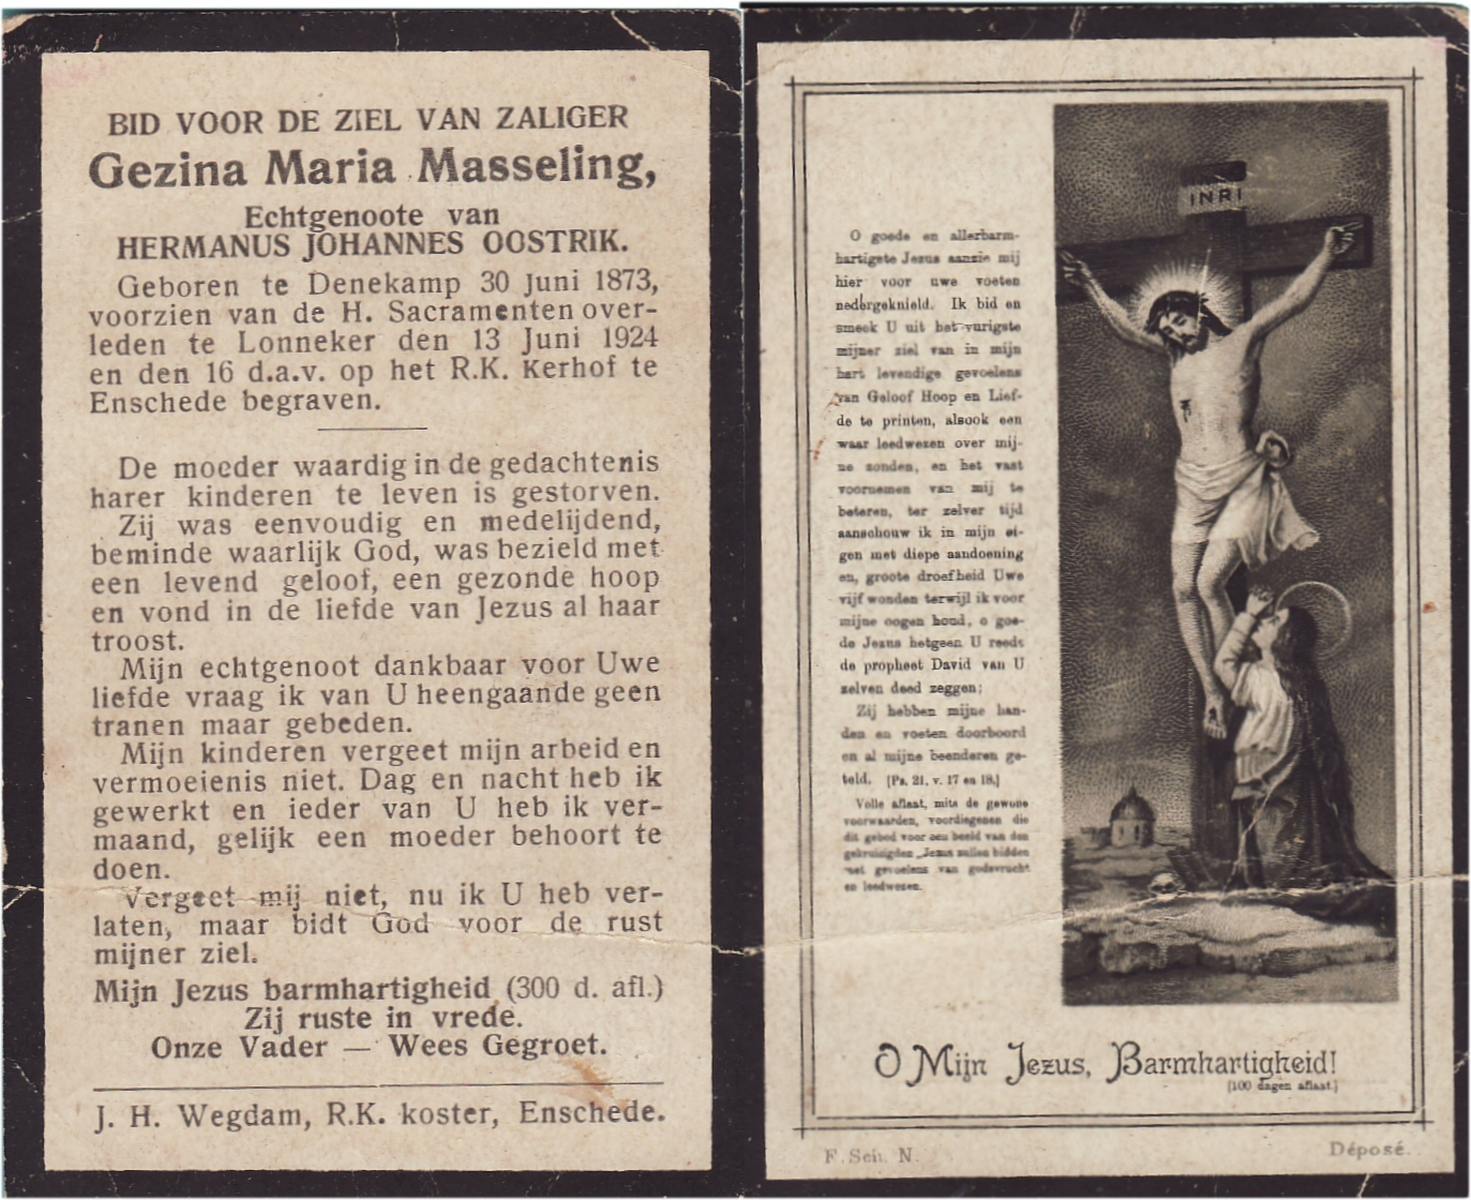 BID VOOR DE ZIEL VAN ZALIGER
Gezina Maria Masseling,
Echtgenoote van
HERMANUS JOHANNES OOSTRIK.
Geboren te Denekamp 30 Juni 1873,
voorzien van de H. Sacramenten over-
leden te Lonneker den 13 Juni 1924
en den 16 d.a.v. op het R.K. Kerhof te
Enschede begraven.
De moeder waardig in de gedachtenis
harer kinderen te leven is gestorven.
Zij was eenvoudig en medelijdend,
beminde waarlijk God, was bezield met
een levend geloof, een gezonde hoop
en vond in de liefde van Jezus al haar
troost.
Mijn echtgenoot dankbaar voor Uwe
liefde vraag ik van U heengaande geen
tranen maar gebeden.
Mijn kinderen vergeet mijn arbeid en
vermoeienis niet. Dag en nacht heb ik
gewerkt en ieder van U heb ik ver-
maand, gelijk een moeder behoort te
doen.
Vergeet mij niet, nu ik U heb ver-
laten, maar bidt God voor de rust
mijner ziel.
Mijn Jezus barmhartigheid (300 d. afl.)
Zij ruste in vrede.
Onze Vader — Wees Gegroet.
J. H. Wegdam, R.K. koster, Enschede.
INRI
O goede en allerbarm-
hartigste Jezus aanzie mij
hier voor uwe voeten
nedergeknield. Ik bid en
smeek U uit het vurigste
mijner ziel van in mijn
hart levendige gevoelens
van Geloof Hoop en Lief-
de te printen, alsook een
waar leedwezen over mij-
ne zonden, en het vast
voornemen van mij te
beteren, ter zelver tijd
aanschouw ik in mijn ei-
gen met diepe aandoening
en, groote droefheid Uwe
vijf wonden terwijl ik voor
mijne oogen houd, o goe-
de Jezus hetgeen U reeds
de propheet David van U
zelven deed zeggen;
Zij hebben mijne han-
den en voeten doorboord
en al mijne beenderen ge-
teld. [Ps. 21, v. 17 en 18.]
Volle aflaat, mits de gewone
voorwaarden, voordiegenen die
dit gebed voor een beeld van den
gekruisigden Jezus zullen bidden
met gevoelens van godsvrucht
en leedwezen.
O Mijn Jezus, Barmhartigheid!
(100 dagen aflaat.)
F. Sch. N.
Déposé.